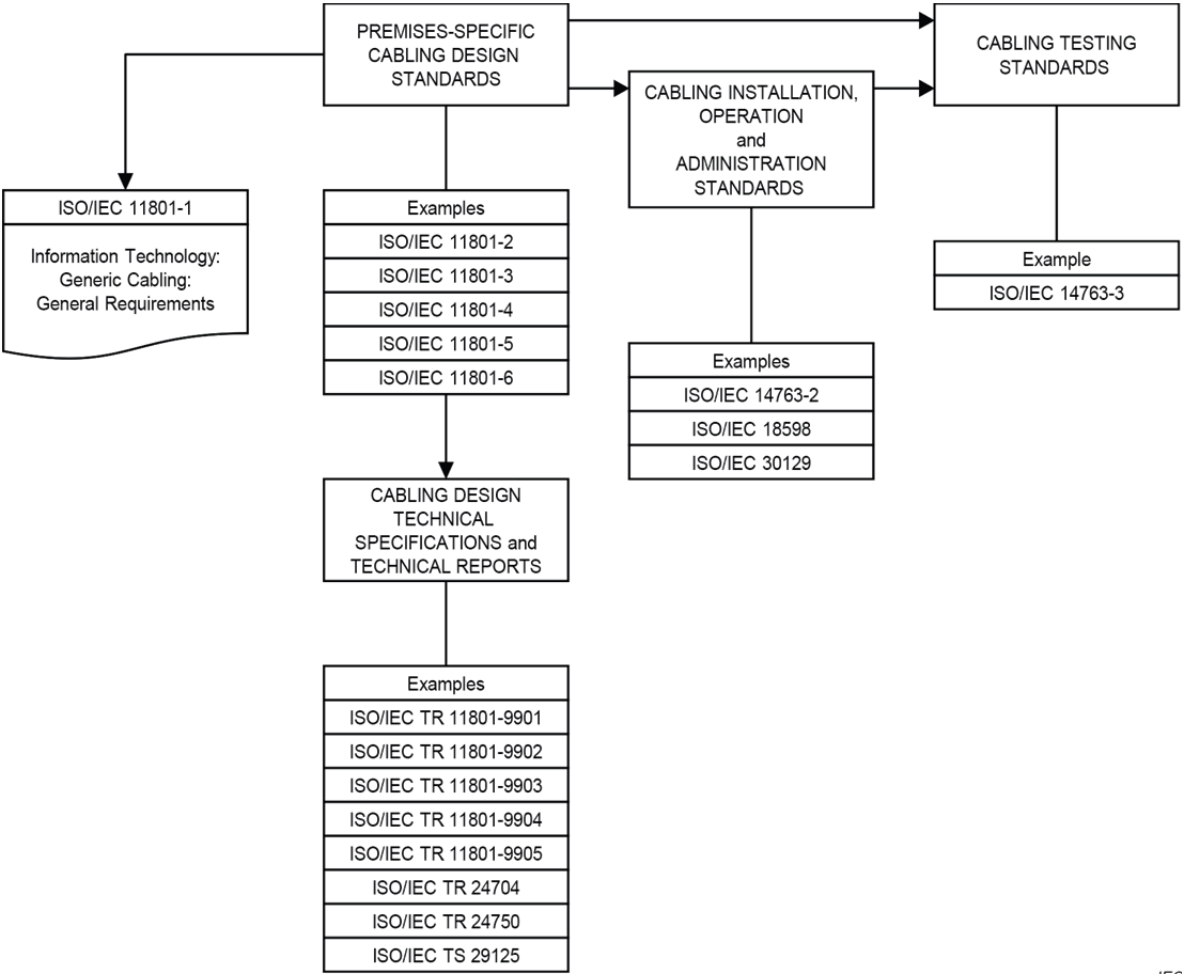 PREMISES-SPECIFIC
CABLING DESIGN
STANDARDS
CABLING TESTING
STANDARDS
CABLING INSTALLATION,
OPERATION
and
ADMINISTRATION
STANDARDS
ISO/IEC 11801-1
Information Technology:
Generic Cabling:
General Requirements
Examples
ISO/IEC 11801-2
ISO/IEC 11801-3
ISO/IEC 11801-4
ISO/IEC 11801-5
ISO/IEC 11801-6
Example
ISO/IEC 14763-3
Examples
ISO/IEC 14763-2
ISO/IEC 18598
ISO/IEC 30129
CABLING DESIGN
TECHNICAL
SPECIFICATIONS and
TECHNICAL REPORTS
Examples
ISO/IEC TR 11801-9901
ISO/IEC TR 11801-9902
ISO/IEC TR 11801-9903
ISO/IEC TR 11801-9904
ISO/IEC TR 11801-9905
ISO/IEC TR 24704
ISO/IEC TR 24750
ISO/IEC TS 29125